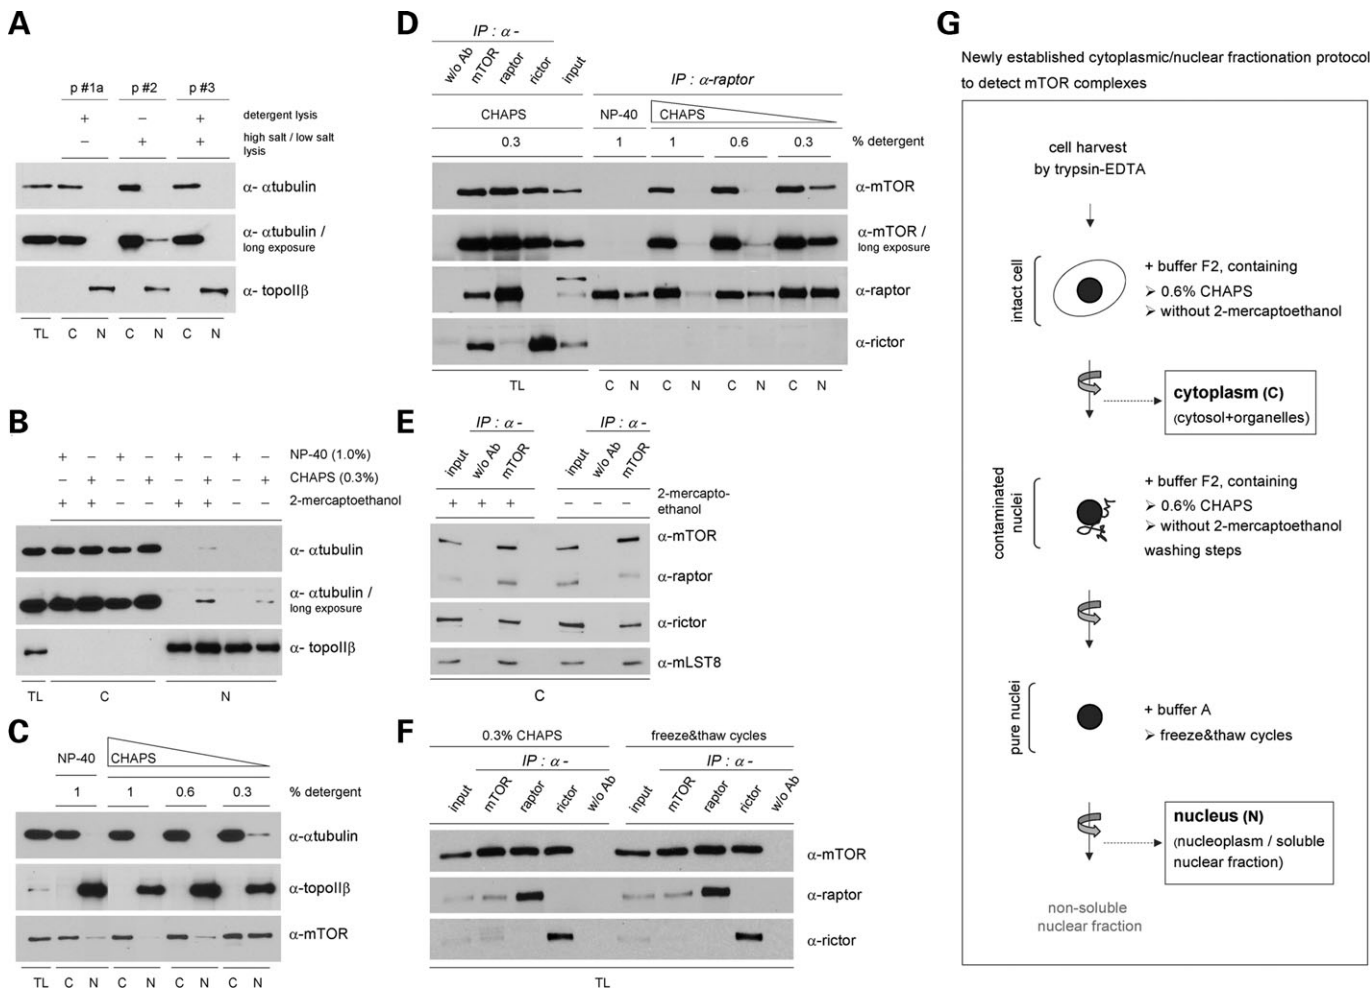 A
p #1a p #2 p #3
+ − + detergent lysis
− + + high salt / low salt
lysis
α- αtubulin
α- αtubulin /
long exposure
α- topoIIβ
TL C N C N C N
B
+ − + − + − + − NP-40 (1.0%)
− + − + − + − + CHAPS (0.3%)
+ + − − + + − − 2-mercaptoethanol
α- αtubulin
α- αtubulin /
long exposure
α- topoIIβ
TL C N
C
NP-40 CHAPS
1 1 0.6 0.3 % detergent
α-αtubulin
α-topoIIβ
α-mTOR
TL C N C N C N C N
D
IP : α -
w/o Ab mTOR raptor rictor input
IP : α-raptor
CHAPS NP-40 CHAPS
0.3 1 1 0.6 0.3 % detergent
α-mTOR
α-mTOR /
long exposure
α-raptor
α-rictor
TL C N C N C N C N
E
IP : α - IP : α -
input w/o Ab mTOR input w/o Ab mTOR
+ + + − − − 2-mercapto-
ethanol
α-mTOR
α-raptor
α-rictor
α-mLST8
C
F
0.3% CHAPS freeze&thaw cycles
IP : α - IP : α -
input mTOR raptor rictor w/o Ab input mTOR raptor rictor w/o Ab
α-mTOR
α-raptor
α-rictor
TL
G
Newly established cytoplasmic/nuclear fractionation protocol
to detect mTOR complexes
cell harvest
by trypsin-EDTA
intact cell
+ buffer F2, containing
➢ 0.6% CHAPS
➢ without 2-mercaptoethanol
cytoplasm (C)
(cytosol+organelles)
contaminated
nuclei
+ buffer F2, containing
➢ 0.6% CHAPS
➢ without 2-mercaptoethanol
washing steps
pure nuclei
+ buffer A
➢ freeze&thaw cycles
nucleus (N)
(nucleoplasm / soluble
nuclear fraction)
non-soluble
nuclear fraction